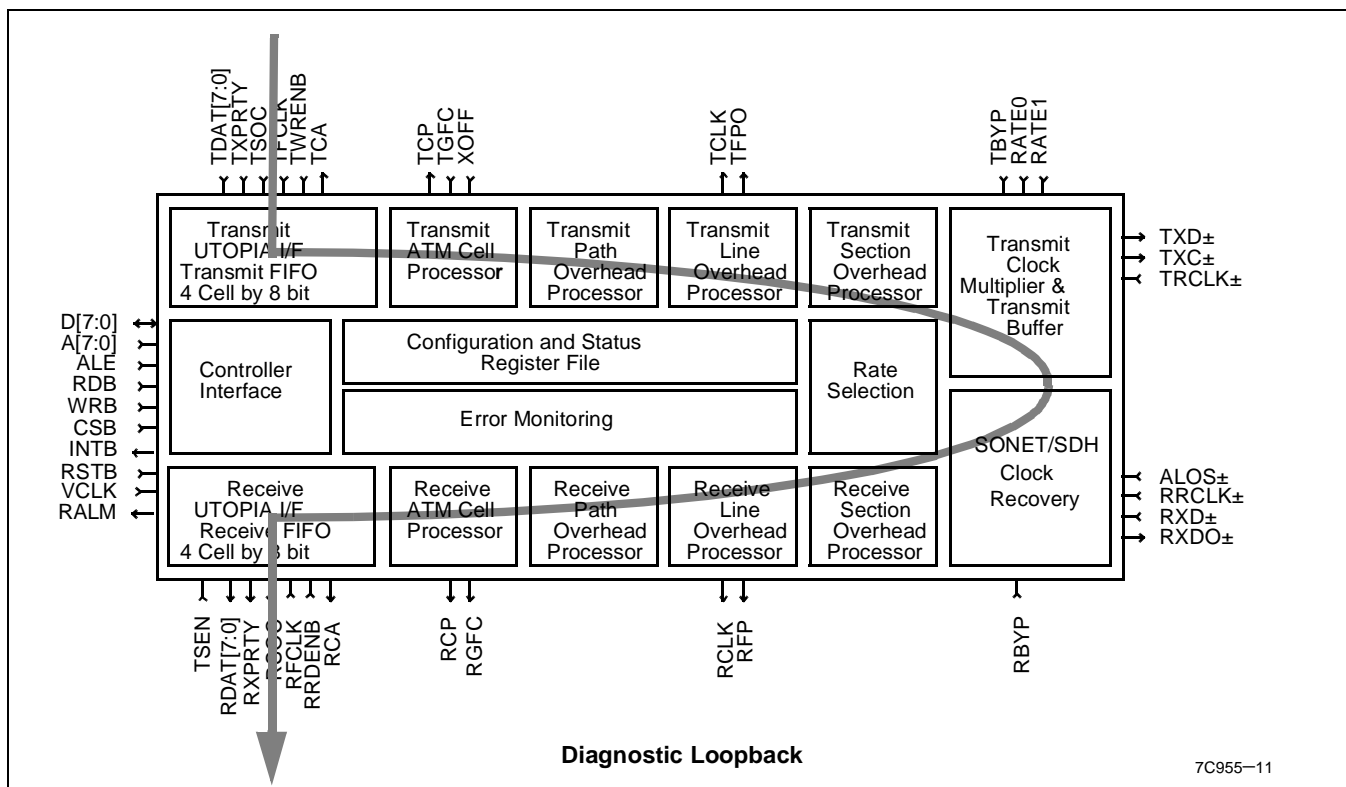 TDAT[7:0]
TXPRTY
TSOC
TFCLK
TWRENB
TCA
TCP
TGFC
XOFF
TCLK
TFPO
TBYP
RATE0
RATE1
Transmit
UTOPIA I/F
Transmit FIFO
4 Cell by 8 bit
Transmit
ATM Cell
Processor
Transmit
Path
Overhead
Processor
Transmit
Line
Overhead
Processor
Transmit
Section
Overhead
Processor
Transmit
Clock
Multiplier &
Transmit
Buffer
TXD±
TXC±
TRCLK±
D[7:0]
A[7:0]
ALE
RDB
WRB
CSB
INTB
RSTB
VCLK
RALM
Controller
Interface
Configuration and Status
Register File
Error Monitoring
Rate
Selection
SONET/SDH
Clock
Recovery
ALOS±
RRCLK±
RXD±
RXDO±
Receive
UTOPIA I/F
Receive FIFO
4 Cell by 8 bit
Receive
ATM Cell
Processor
Receive
Path
Overhead
Processor
Receive
Line
Overhead
Processor
Receive
Section
Overhead
Processor
TSEN
RDAT[7:0]
RXPRTY
RSOC
RFCLK
RRDENB
RCA
RCP
RGFC
RCLK
RFP
RBYP
Diagnostic Loopback
7C955–11